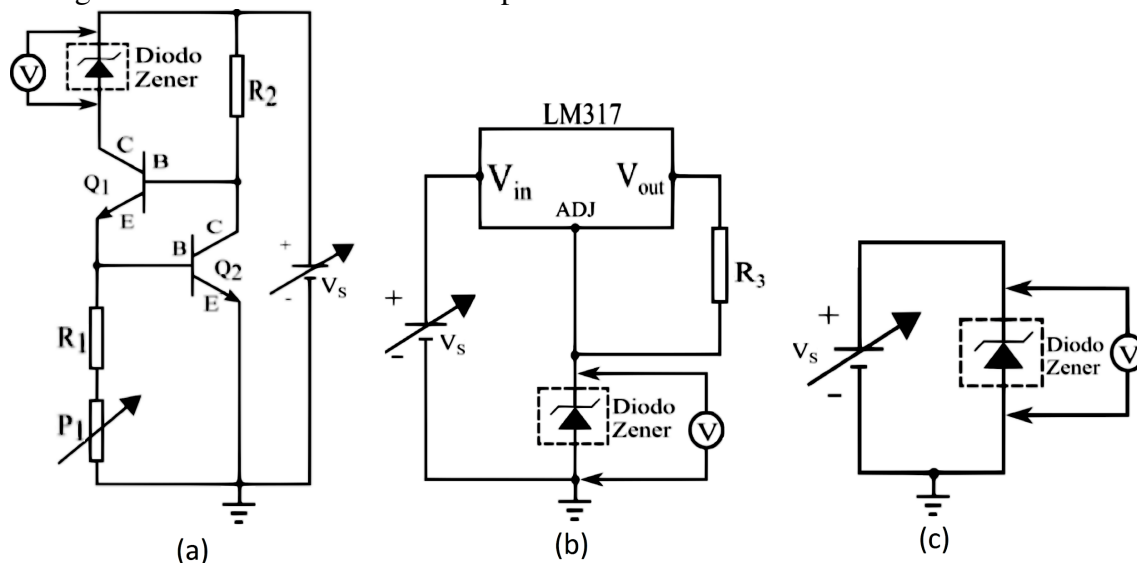 V
Diodo
Zener
R2
C
B
Q1
E
B
C
Q2
E
+
-
VS
R1
P1
(a)
LM317
Vin
Vout
ADJ
R3
+
-
VS
Diodo
Zener
V
(b)
+
VS
-
Diodo
Zener
V
(c)